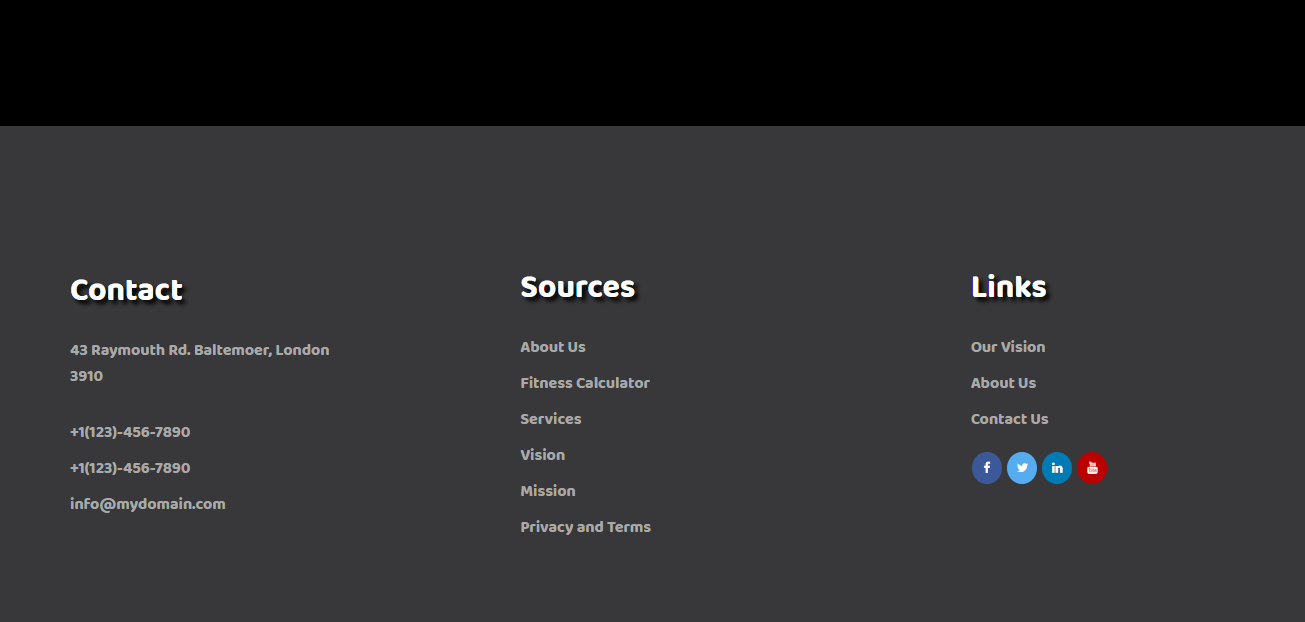 Contact
43 Raymouth Rd. Baltemoer, London
3910
+1(123)-456-7890
+1(123)-456-7890
info@mydomain.com
Sources
About Us
Fitness Calculator
Services
Vision
Mission
Privacy and Terms
Links
Our Vision
About Us
Contact Us